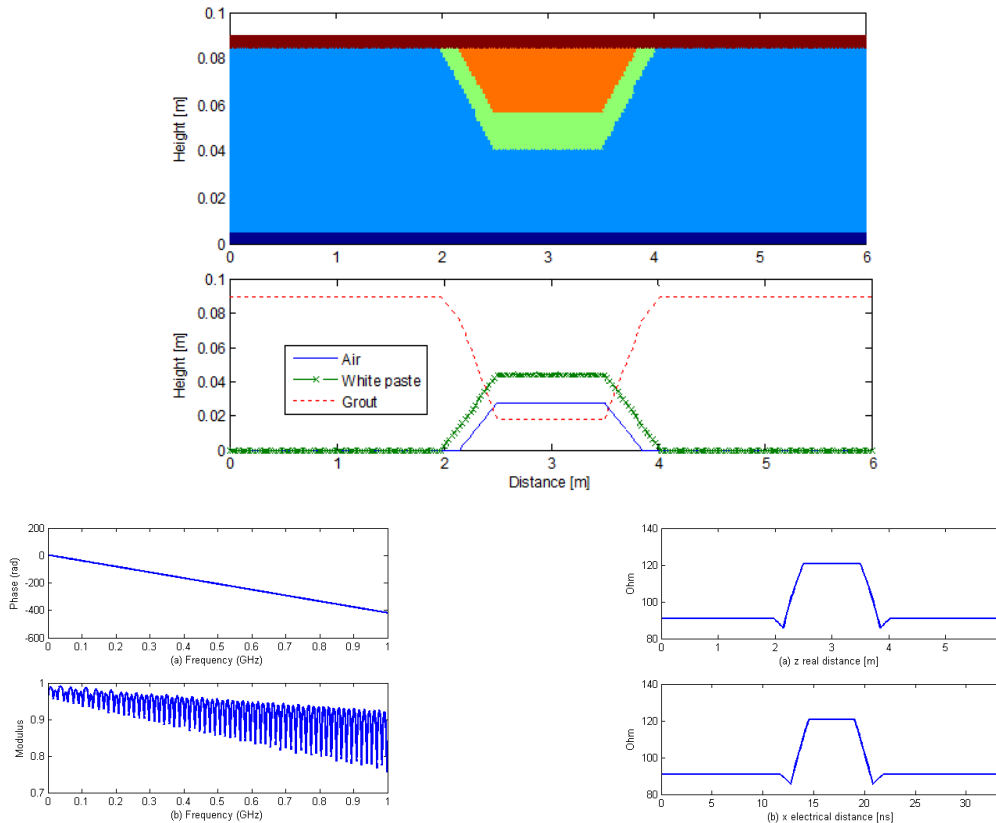 0.1
0.08
0.06
0.04
0.02
0
Height [m]
0 1 2 3 4 5 6
0.1
0.08
0.06
0.04
0.02
0
Height [m]
Air
White paste
Grout
0 1 2 3 4 5 6
Distance [m]
200
0
-200
-400
-600
Phase (rad)
0 0.1 0.2 0.3 0.4 0.5 0.6 0.7 0.8 0.9 1
(a) Frequency (GHz)
1
0.9
0.8
0.7
Modulus
0 0.1 0.2 0.3 0.4 0.5 0.6 0.7 0.8 0.9 1
(b) Frequency (GHz)
140
120
100
80
Ohm
0 1 2 3 4 5
(a) z real distance [m]
140
120
100
80
Ohm
0 5 10 15 20 25 30
(b) x electrical distance [ns]